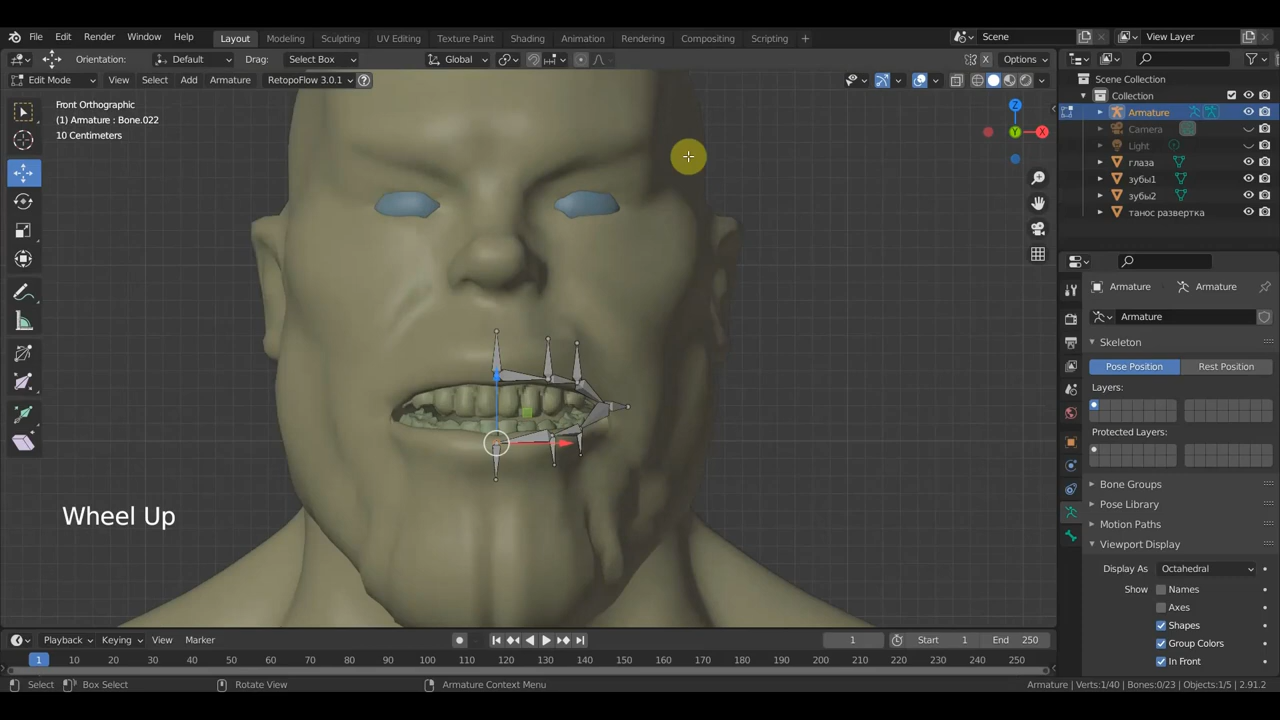 File Edit Render Window Help Layout Modeling Sculpting UV Editing Texture Paint Shading Animation Rendering Compositing Scripting + Scene View Layer
Orientation: Default Drag: Select Box Global Options
Edit Mode View Select Add Armature RetopoFlow 3.0.1 ?
Front Orthographic
(1) Armature : Bone.022
10 Centimeters
Z
Y
X
Wheel Up
Scene Collection
Collection
Armature
Camera
Light
глаза
зубы1
зубы2
танос развертка
Armature Armature
Armature
Skeleton
Pose Position Rest Position
Layers:
Protected Layers:
Bone Groups
Pose Library
Motion Paths
Viewport Display
Display As Octahedral
Show Names
Axes
Shapes
Group Colors
In Front
Playback Keying View Marker 1 Start 1 End 250
1 10 20 30 40 50 60 70 80 90 100 110 120 130 140 150 160 170 180 190 200 210 220 230 240 250
Select Box Select Rotate View Armature Context Menu Armature | Verts:1/40 | Bones:0/23 | Objects:1/5 | 2.91.2